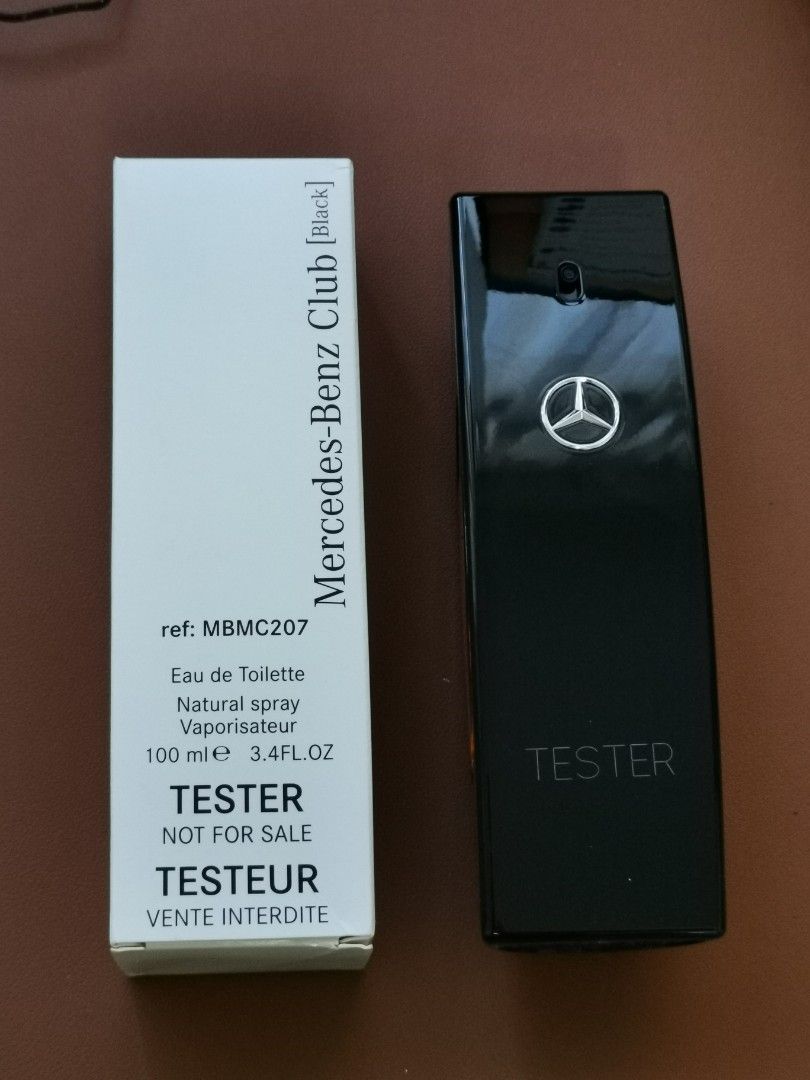 Mercedes-Benz Club [Black]
ref: MBMC207
Eau de Toilette
Natural spray
Vaporisateur
100 ml℮ 3.4FL.OZ
TESTER
NOT FOR SALE
TESTEUR
VENTE INTERDITE
TESTER